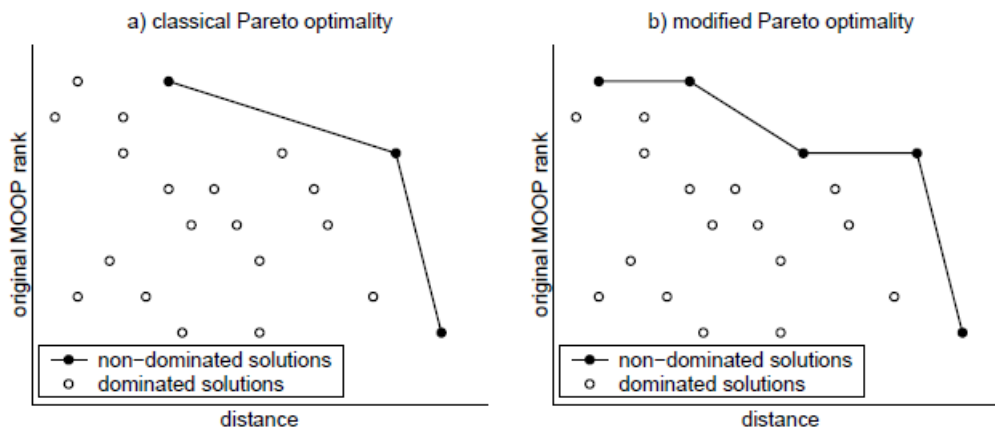 a) classical Pareto optimality
original MOOP rank
non−dominated solutions
dominated solutions
distance
b) modified Pareto optimality
original MOOP rank
non−dominated solutions
dominated solutions
distance